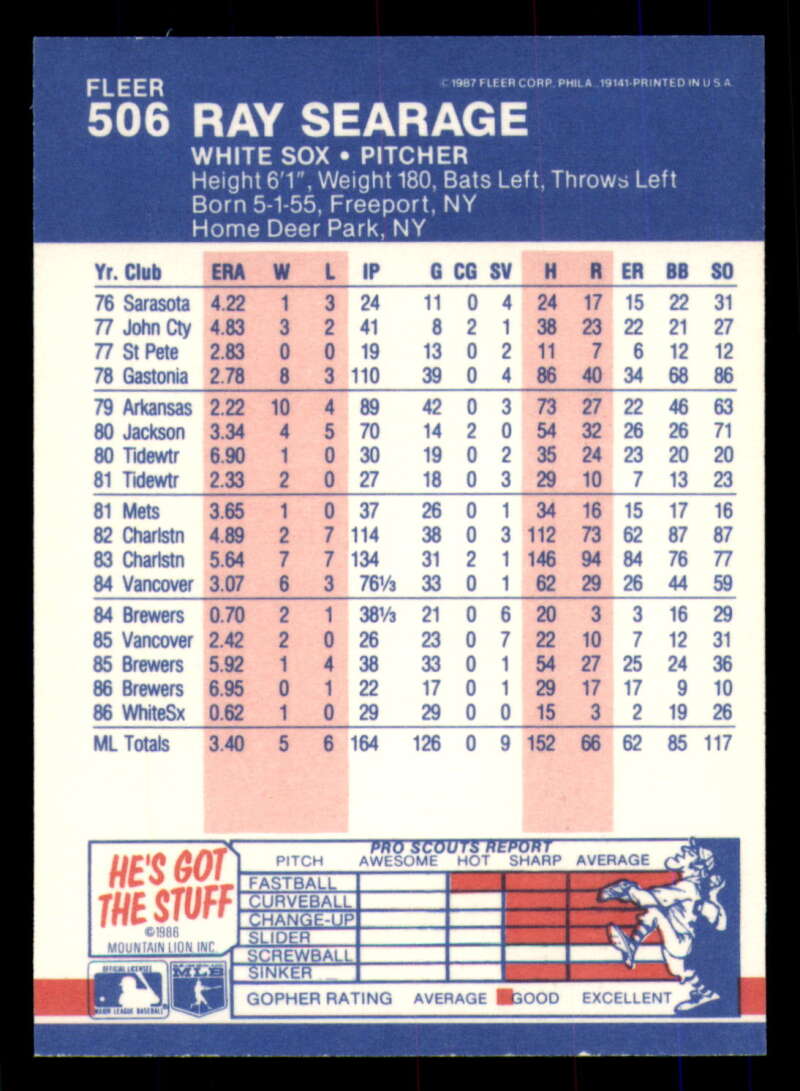 FLEER
506 RAY SEARAGE
©1987 FLEER CORP. PHILA., 19141-PRINTED IN U S A.
WHITE SOX • PITCHER
Height 6'1", Weight 180, Bats Left, Throws Left
Born 5-1-55, Freeport, NY
Home Deer Park, NY
Yr. Club ERA W L IP G CG SV H R ER BB SO
76 Sarasota 4.22 1 3 24 11 0 4 24 17 15 22 31
77 John Cty 4.83 3 2 41 8 2 1 38 23 22 21 27
77 St Pete 2.83 0 0 19 13 0 2 11 7 6 12 12
78 Gastonia 2.78 8 3 110 39 0 4 86 40 34 68 86
79 Arkansas 2.22 10 4 89 42 0 3 73 27 22 46 63
80 Jackson 3.34 4 5 70 14 2 0 54 32 26 26 71
80 Tidewtr 6.90 1 0 30 19 0 2 35 24 23 20 20
81 Tidewtr 2.33 2 0 27 18 0 3 29 10 7 13 23
81 Mets 3.65 1 0 37 26 0 1 34 16 15 17 16
82 Charlstn 4.89 2 7 114 38 0 3 112 73 62 87 87
83 Charlstn 5.64 7 7 134 31 2 1 146 94 84 76 77
84 Vancover 3.07 6 3 76⅓ 33 0 1 62 29 26 44 59
84 Brewers 0.70 2 1 38⅓ 21 0 6 20 3 3 16 29
85 Vancover 2.42 2 0 26 23 0 7 22 10 7 12 31
85 Brewers 5.92 1 4 38 33 0 1 54 27 25 24 36
86 Brewers 6.95 0 1 22 17 0 1 29 17 17 9 10
86 WhiteSx 0.62 1 0 29 29 0 0 15 3 2 19 26
ML Totals 3.40 5 6 164 126 0 9 152 66 62 85 117
HE'S GOT
THE STUFF
©1986
MOUNTAIN LION, INC
PRO SCOUTS REPORT
PITCH AWESOME HOT SHARP AVERAGE
FASTBALL
CURVEBALL
CHANGE-UP
SLIDER
SCREWBALL
SINKER
GOPHER RATING AVERAGE GOOD EXCELLENT
OFFICIAL LICENSEE
MAJOR LEAGUE BASEBALL
MLB